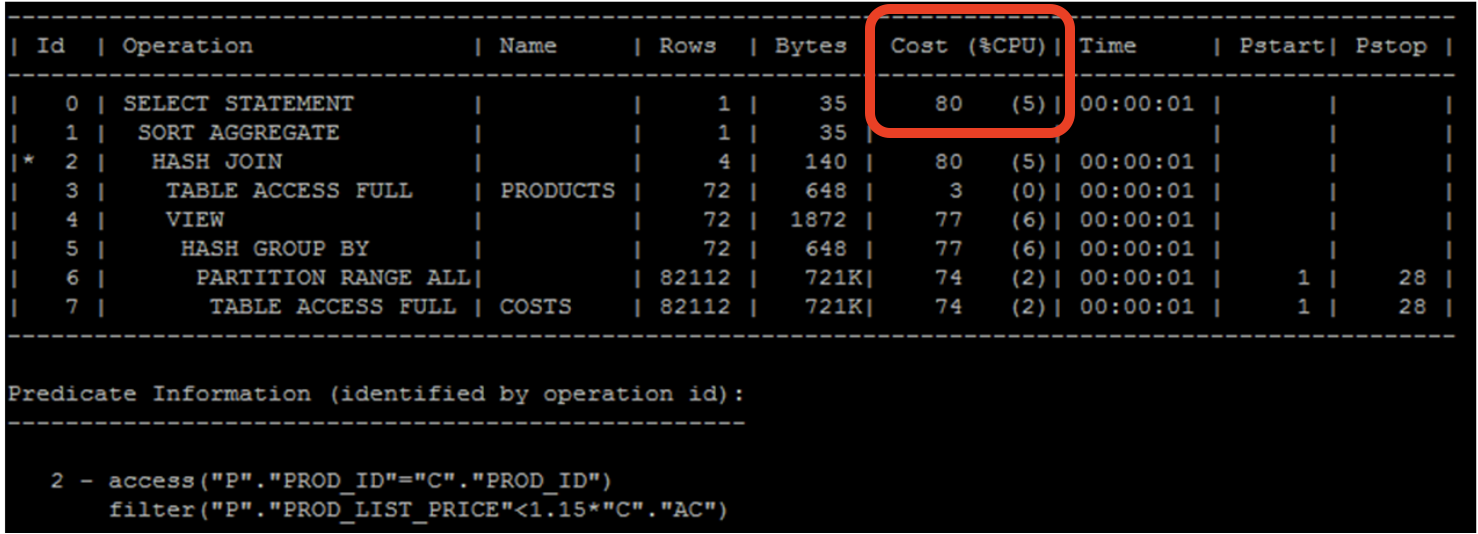 --------------------------------------------------------------------------------------------------
| Id  | Operation              | Name     | Rows  | Bytes | Cost (%CPU)| Time     | Pstart| Pstop |
--------------------------------------------------------------------------------------------------
|   0 | SELECT STATEMENT       |          |     1 |    35 |    80   (5)| 00:00:01 |       |       |
|   1 |  SORT AGGREGATE        |          |     1 |    35 |            |          |       |       |
|*  2 |   HASH JOIN            |          |     4 |   140 |    80   (5)| 00:00:01 |       |       |
|   3 |    TABLE ACCESS FULL   | PRODUCTS |    72 |   648 |     3   (0)| 00:00:01 |       |       |
|   4 |    VIEW                |          |    72 |  1872 |    77   (6)| 00:00:01 |       |       |
|   5 |     HASH GROUP BY      |          |    72 |   648 |    77   (6)| 00:00:01 |       |       |
|   6 |      PARTITION RANGE ALL|          | 82112 |   721K|    74   (2)| 00:00:01 |     1 |    28 |
|   7 |       TABLE ACCESS FULL | COSTS    | 82112 |   721K|    74   (2)| 00:00:01 |     1 |    28 |
--------------------------------------------------------------------------------------------------
Predicate Information (identified by operation id):
---------------------------------------------------
   2 - access("P"."PROD_ID"="C"."PROD_ID")
       filter("P"."PROD_LIST_PRICE"<1.15*"C"."AC")